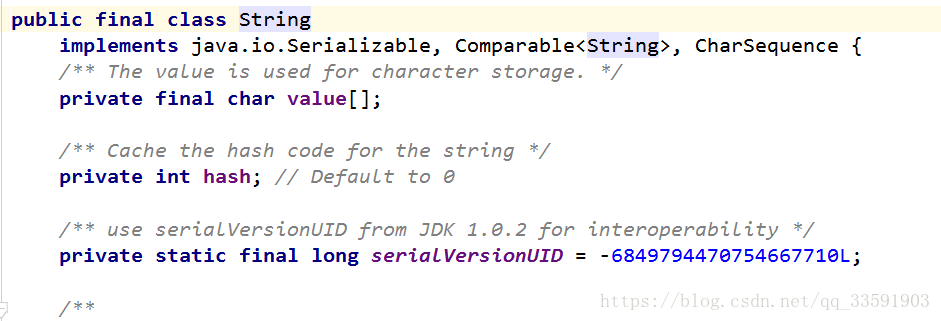 public final class String
    implements java.io.Serializable, Comparable<String>, CharSequence {
    /** The value is used for character storage. */
    private final char value[];
    /** Cache the hash code for the string */
    private int hash; // Default to 0
    /** use serialVersionUID from JDK 1.0.2 for interoperability */
    private static final long serialVersionUID = -6849794470754667710L;
    /**
https://blog.csdn.net/qq_33591903